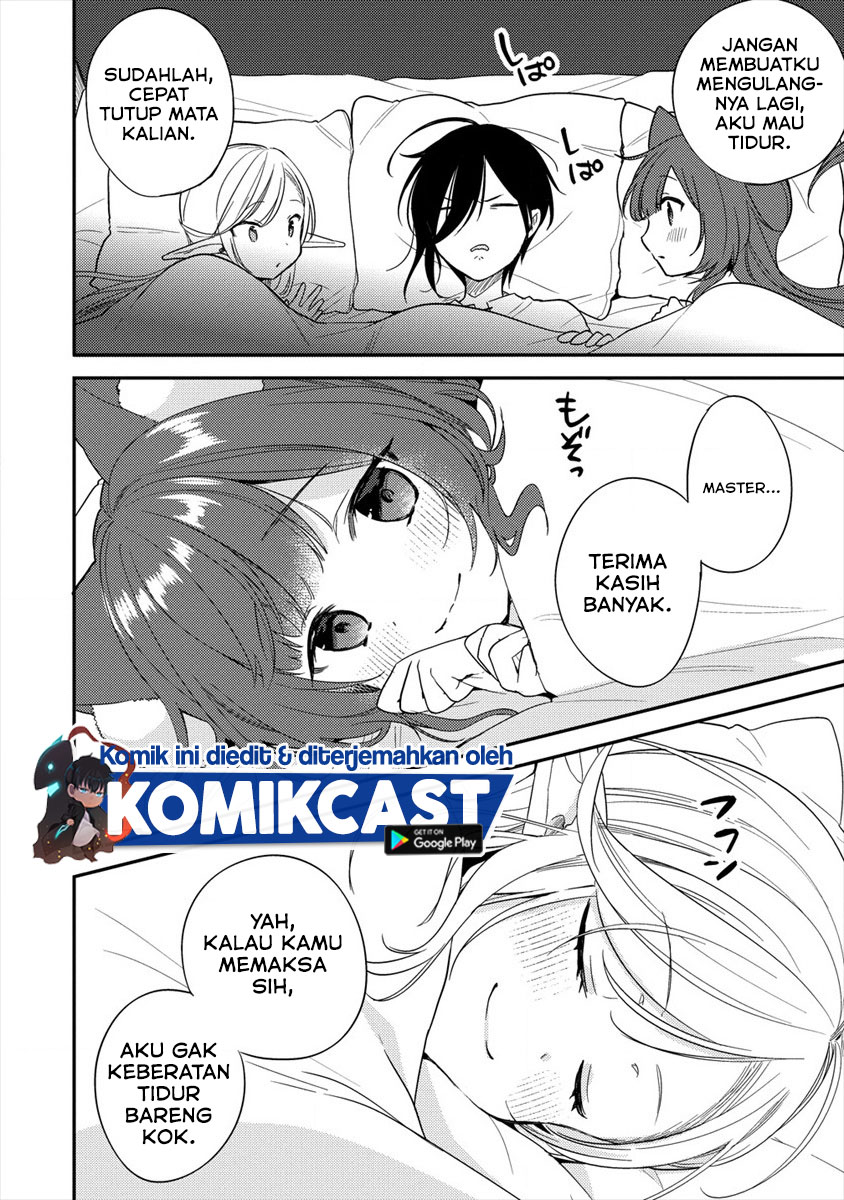 JANGAN
MEMBUATKU
MENGULANG-
NYA LAGI,
AKU MAU
TIDUR.
しぱ
しぱ
SUDAHLAH,
CEPAT
TUTUP MATA
KALIAN.
MASTER...
もぞっ
TERIMA
KASIH
BANYAK.
Komik ini diedit & diterjemahkan oleh
KOMIKCAST
GET IT ON
Google Play
フフン
YAH,
KALAU KAMU
MEMAKSA
SIH,
AKU GAK
KEBERATAN
TIDUR
BARENG
KOK.